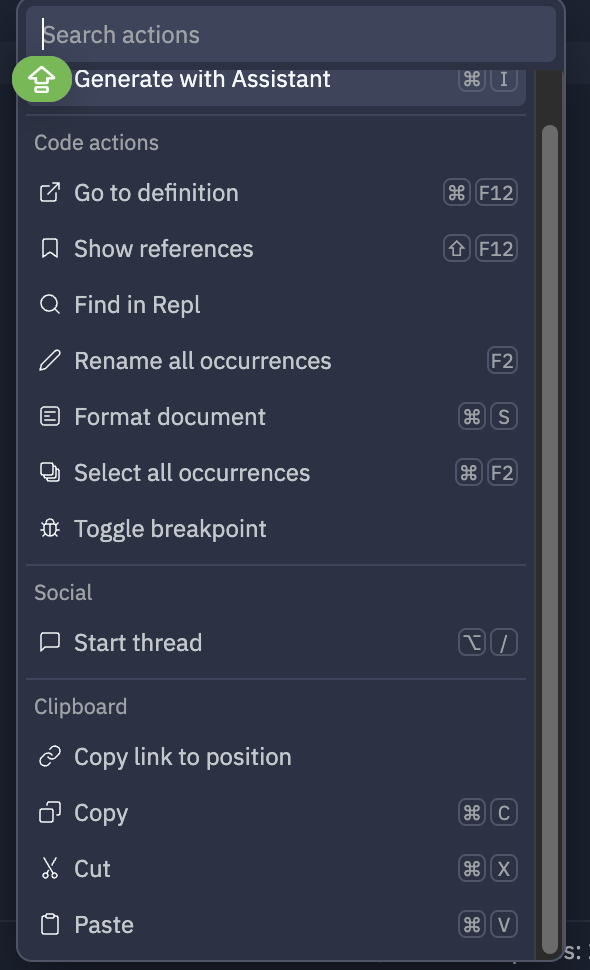 Search actions
Generate with Assistant ⌘ I
Code actions
Go to definition ⌘ F12
Show references ⇧ F12
Find in Repl
Rename all occurrences F2
Format document ⌘ S
Select all occurrences ⌘ F2
Toggle breakpoint
Social
Start thread ⌥ /
Clipboard
Copy link to position
Copy ⌘ C
Cut ⌘ X
Paste ⌘ V